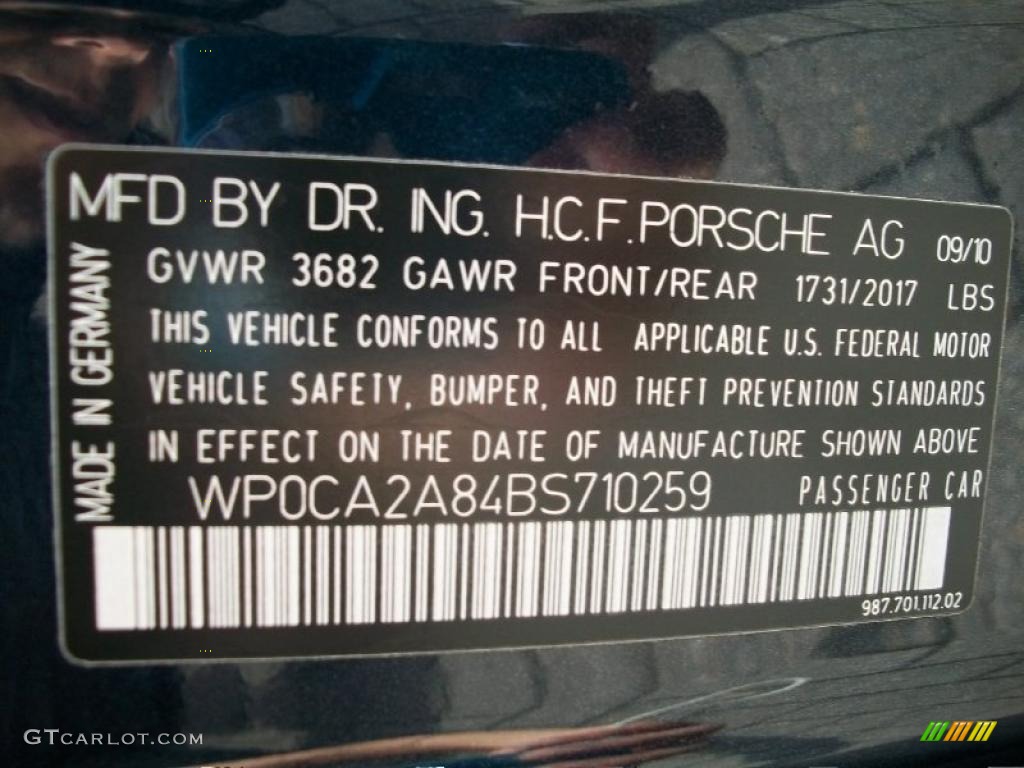 MFD BY DR. ING. H.C.F. PORSCHE AG 09/10
GVWR 3682 GAWR FRONT/REAR 1731/2017 LBS
THIS VEHICLE CONFORMS TO ALL APPLICABLE U.S. FEDERAL MOTOR
VEHICLE SAFETY, BUMPER, AND THEFT PREVENTION STANDARDS
IN EFFECT ON THE DATE OF MANUFACTURE SHOWN ABOVE
WP0CA2A84BS710259 PASSENGER CAR
987.701.112.02
MADE IN GERMANY
GTCARLOT.COM